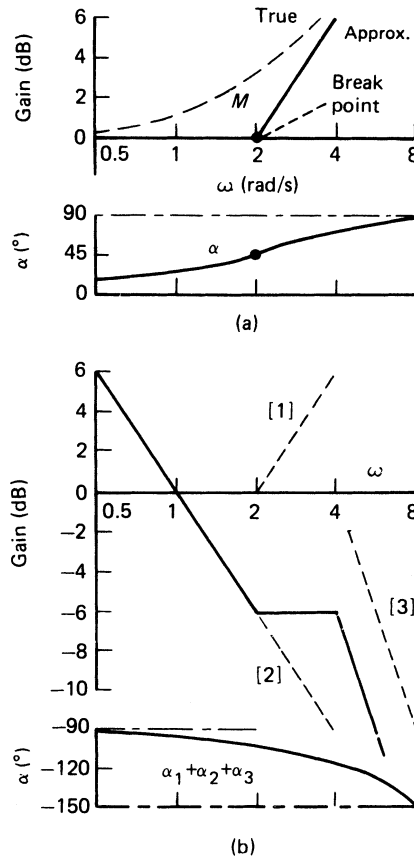 6
True
Approx.
4
Gain (dB)
M
Break
point
2
0
0.5
1
2
4
8
ω (rad/s)
90
α (°)
45
α
0
(a)
6
4
[1]
2
Gain (dB)
0
ω
0.5
1
2
4
8
−2
−4
−6
[3]
−8
[2]
−10
−90
α (°)
−120
α1+α2+α3
−150
(b)